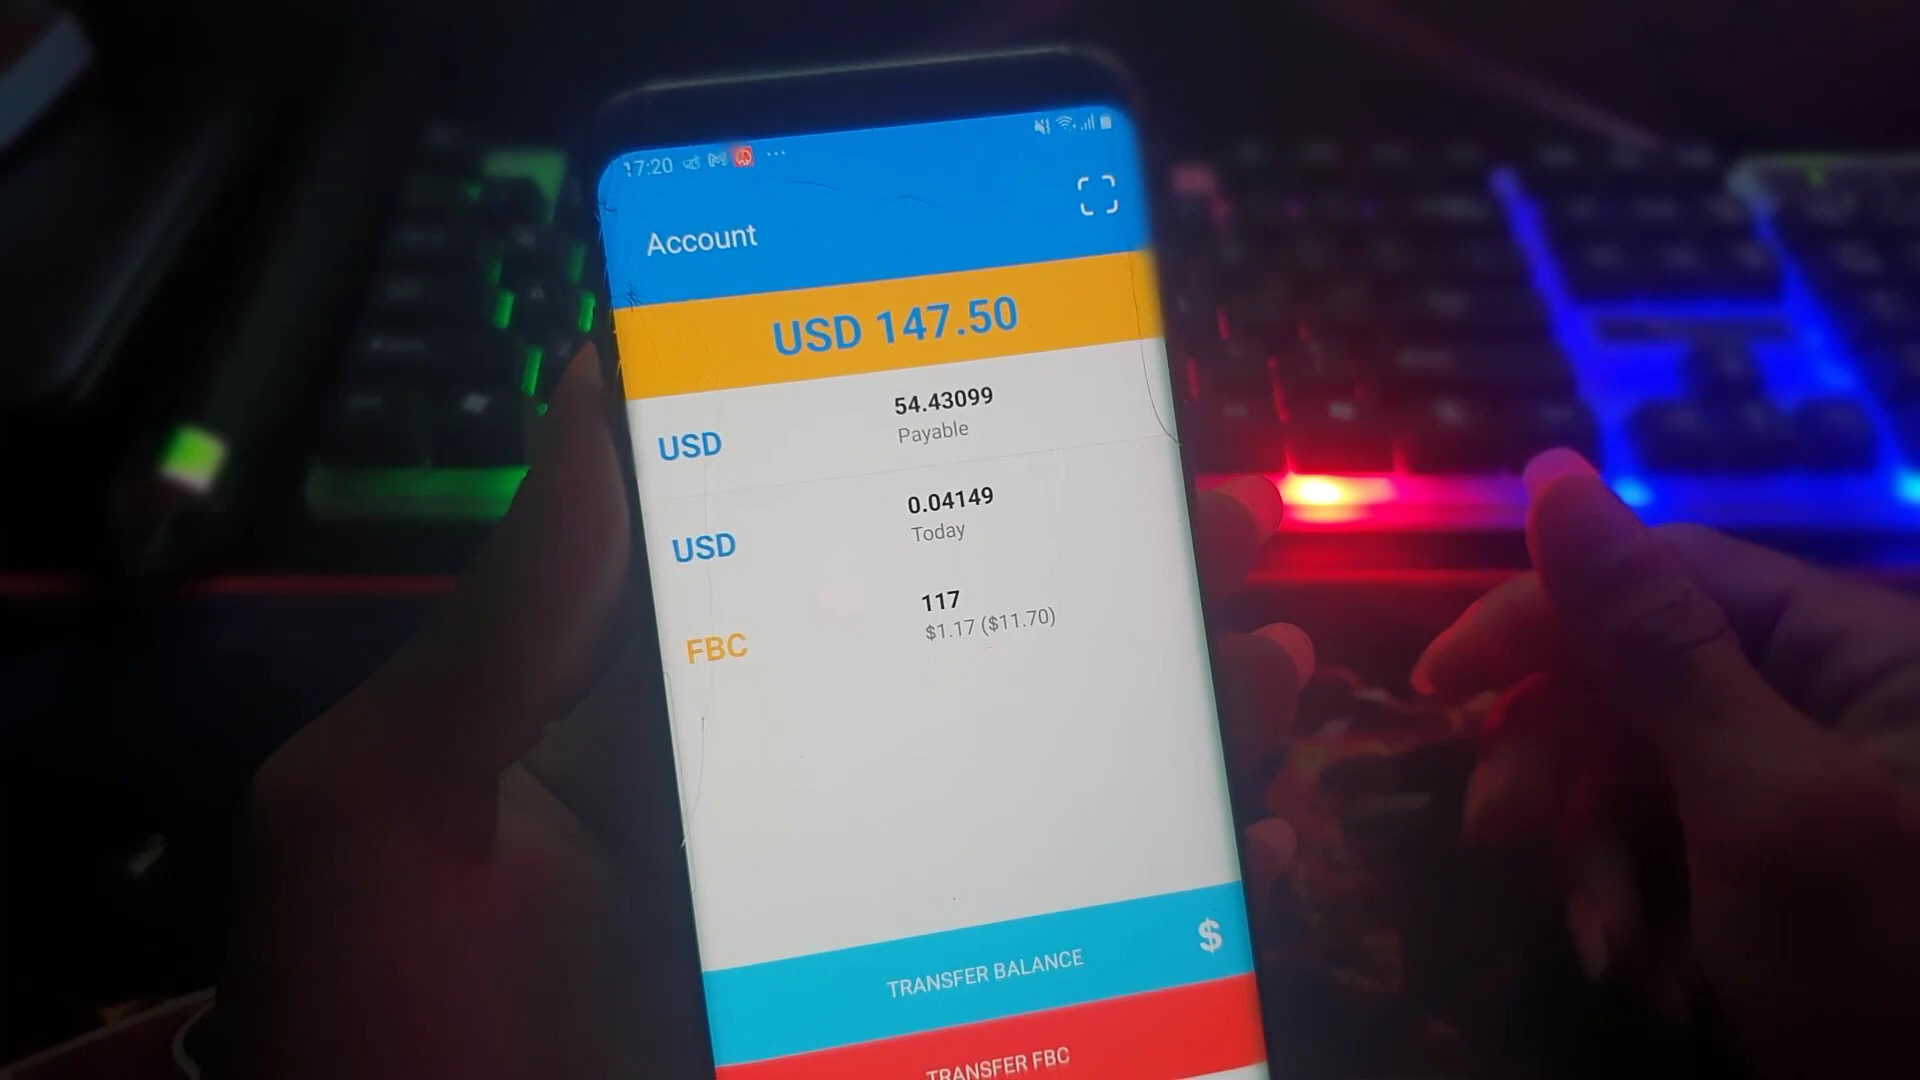 17:20
Account
USD 147.50
USD
54.43099
Payable
USD
0.04149
Today
FBC
117
$1.17 ($11.70)
TRANSFER BALANCE
$
TRANSFER FBC